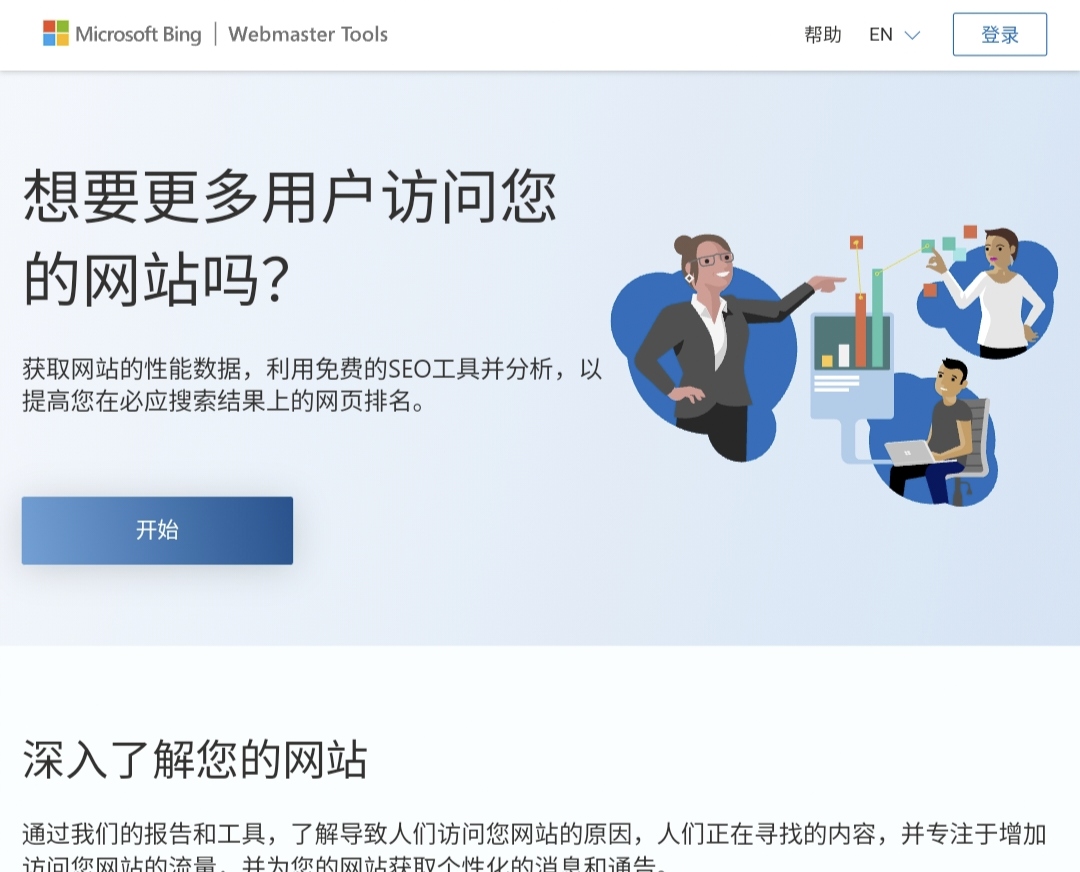 Microsoft Bing | Webmaster Tools
帮助 EN 登录
想要更多用户访问您
的网站吗?
获取网站的性能数据，利用免费的SEO工具并分析，以
提高您在必应搜索结果上的网页排名。
开始
深入了解您的网站
通过我们的报告和工具，了解导致人们访问您网站的原因，人们正在寻找的内容，并专注于增加
访问您网站的流量，并为您的网站获取个性化的消息和通告。